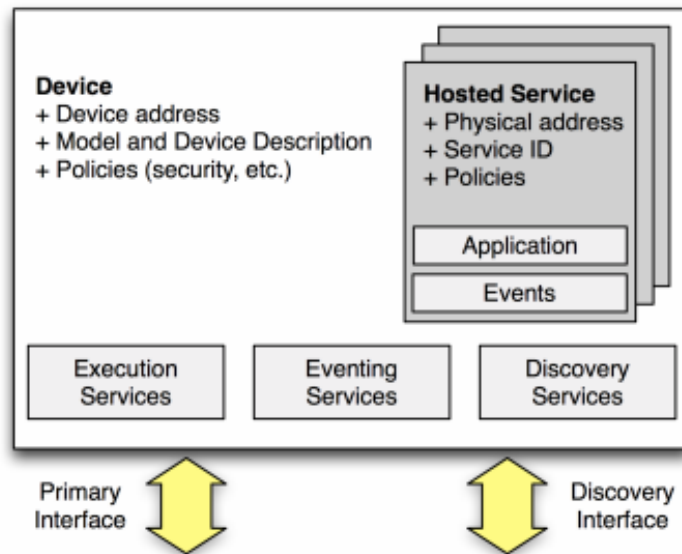 Device
+ Device address
+ Model and Device Description
+ Policies (security, etc.)
Hosted Service
+ Physical address
+ Service ID
+ Policies
Application
Events
Execution
Services
Eventing
Services
Discovery
Services
Primary
Interface
Discovery
Interface